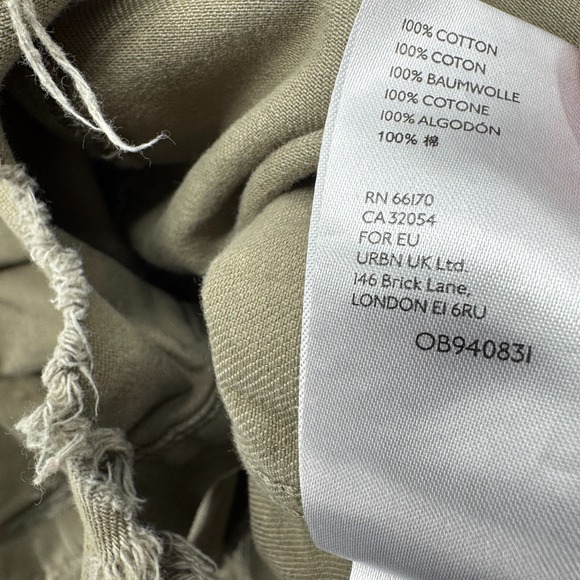 100% COTTON
100% COTON
100% BAUMWOLLE
100% COTONE
100% ALGODÓN
100% 棉
RN 66170
CA 32054
FOR EU
URBN UK Ltd.
146 Brick Lane,
LONDON E1 6RU
OB940831